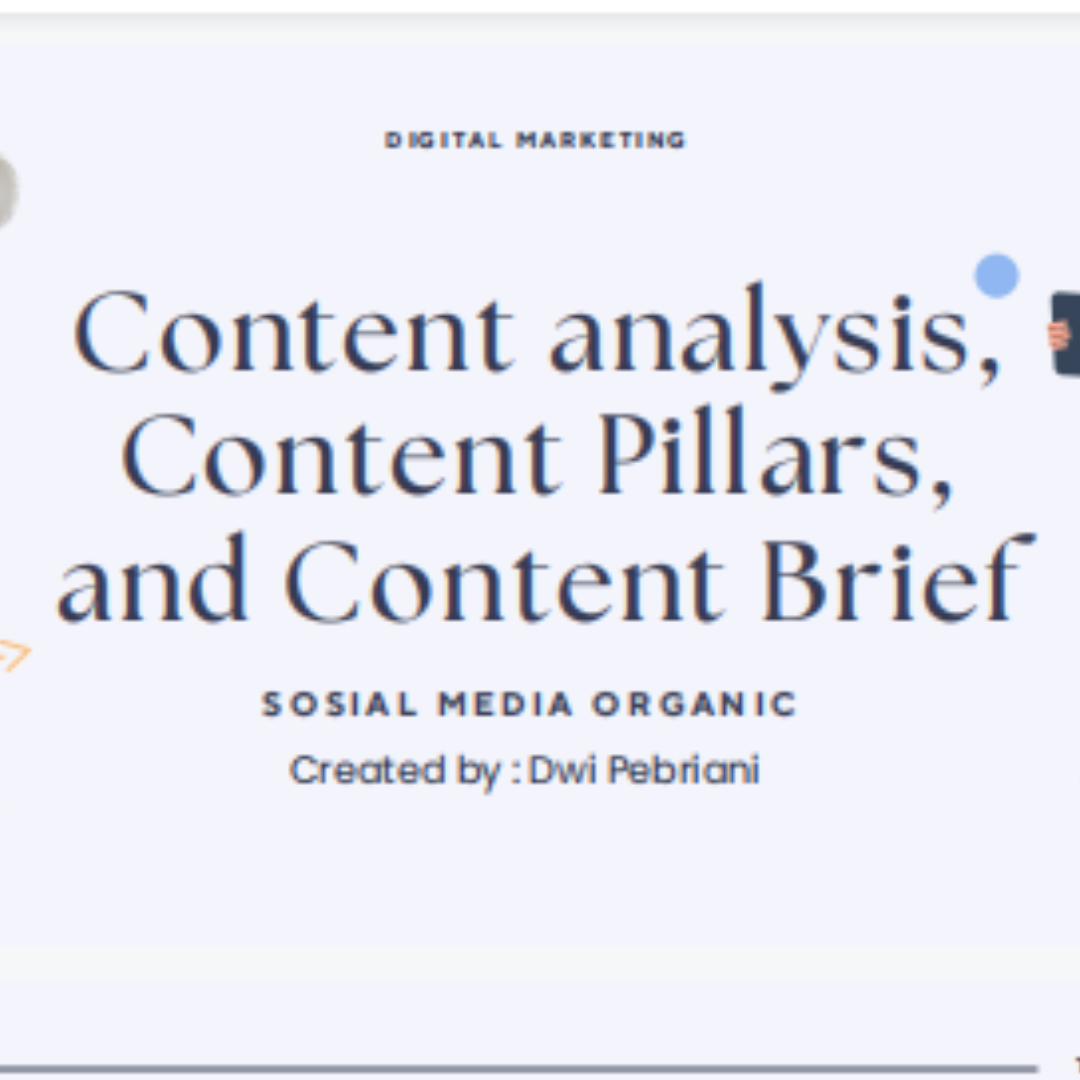 DIGITAL MARKETING
Content analysis,
Content Pillars,
and Content Brief
SOSIAL MEDIA ORGANIC
Created by : Dwi Pebriani